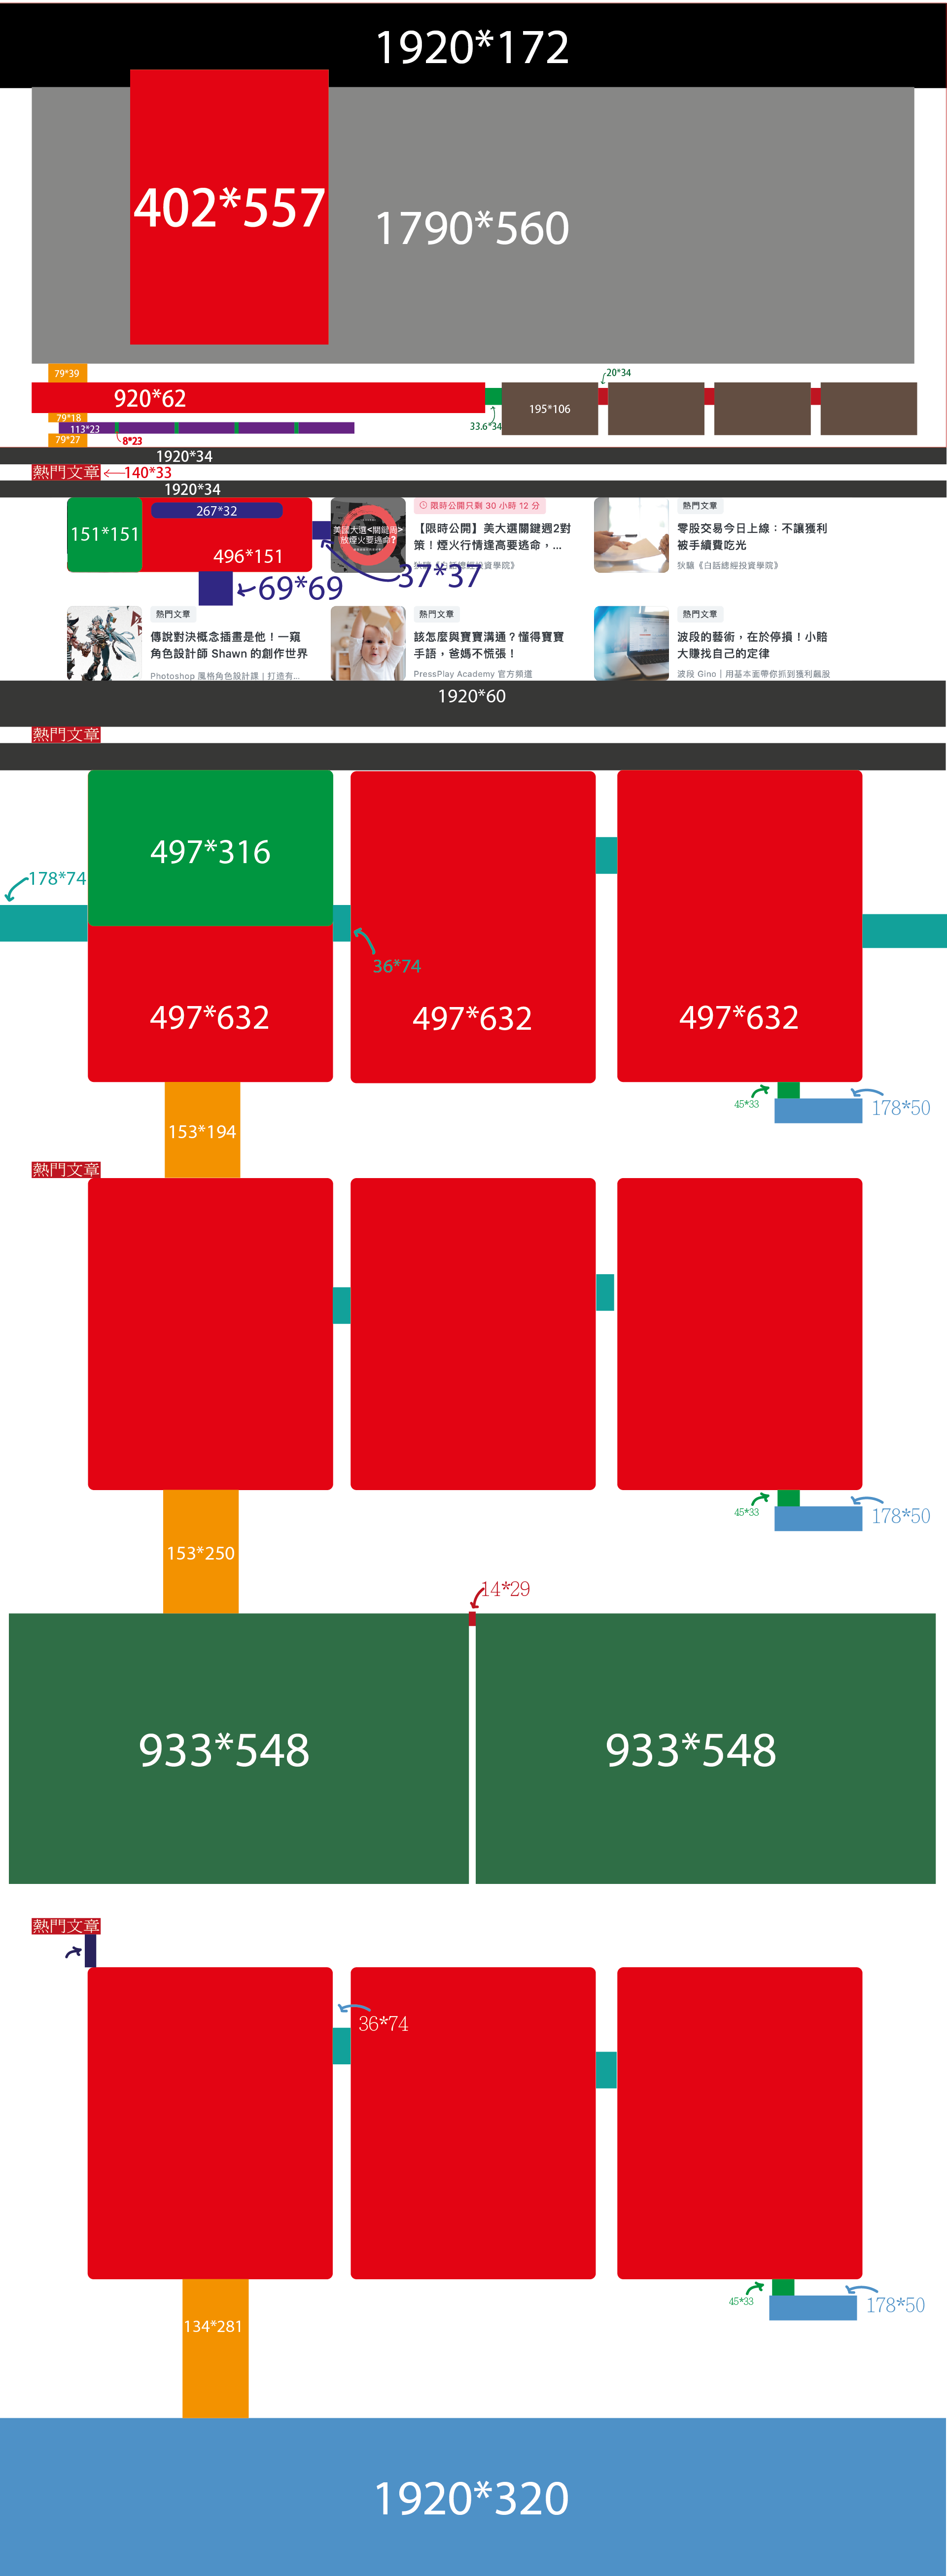 1920*172
402*557
1790*560
79*39
20*34
920*62
195*106
79*18
33.6*34
113*23
79*27
8*23
1920*34
熱門文章
140*33
1920*34
267*32
151*151
496*151
37*37
69*69
美國大選<關鍵周>
放煙火要逃命?
限時公開只剩 30 小時 12 分
【限時公開】美大選關鍵週2對
策！煙火行情達高要逃命，...
《白話總經投資學院》
熱門文章
零股交易今日上線：不讓獲利
被手續費吃光
狄驤《白話總經投資學院》
熱門文章
傳說對決概念插畫是他！一窺
角色設計師 Shawn 的創作世界
Photoshop 風格角色設計課 | 打造有...
熱門文章
該怎麼與寶寶溝通？懂得寶寶
手語，爸媽不慌張！
PressPlay Academy 官方頻道
熱門文章
波段的藝術，在於停損！小賠
大賺找自己的定律
波段 Gino｜用基本面帶你抓到獲利飆股
1920*60
熱門文章
497*316
178*74
36*74
497*632
497*632
497*632
45*33
178*50
153*194
熱門文章
45*33
178*50
153*250
14*29
933*548
933*548
熱門文章
36*74
45*33
178*50
134*281
1920*320